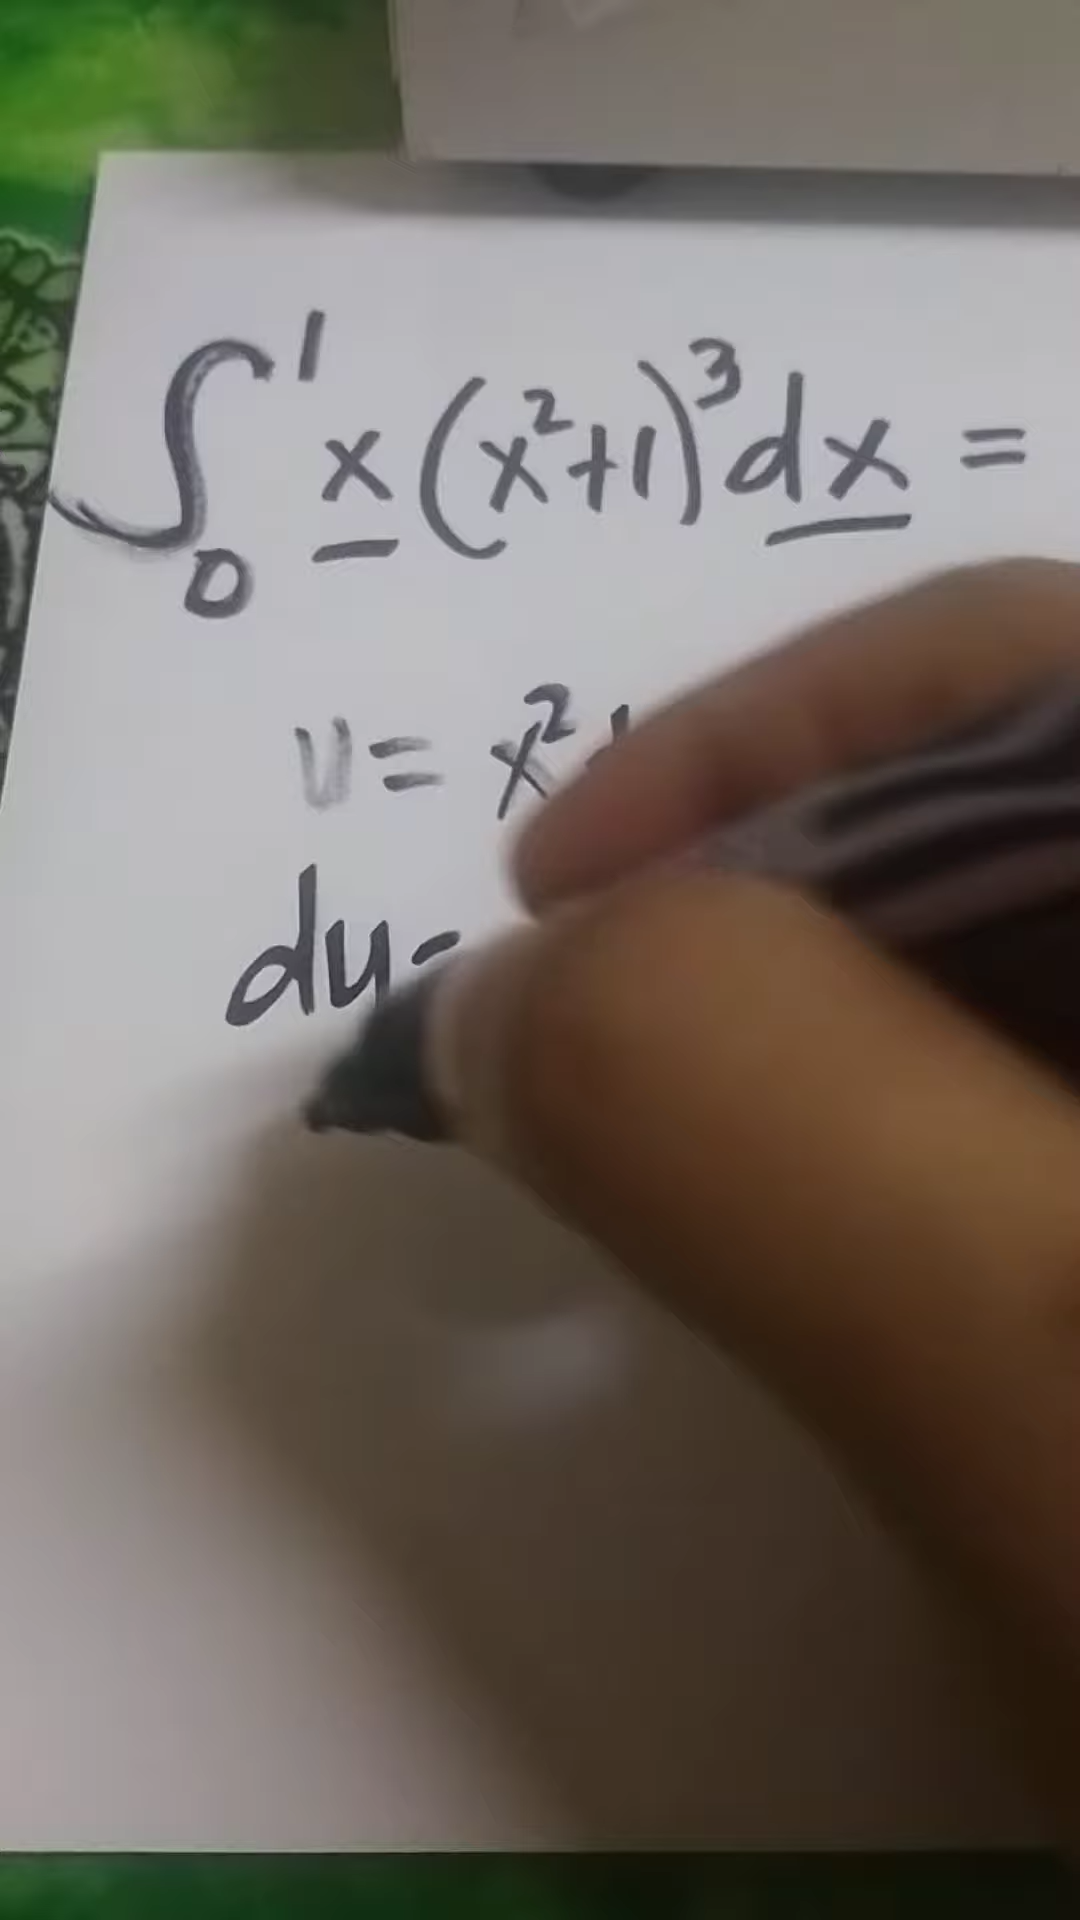 ∫₀¹ x(x²+1)³dx =
u = x²+
du=